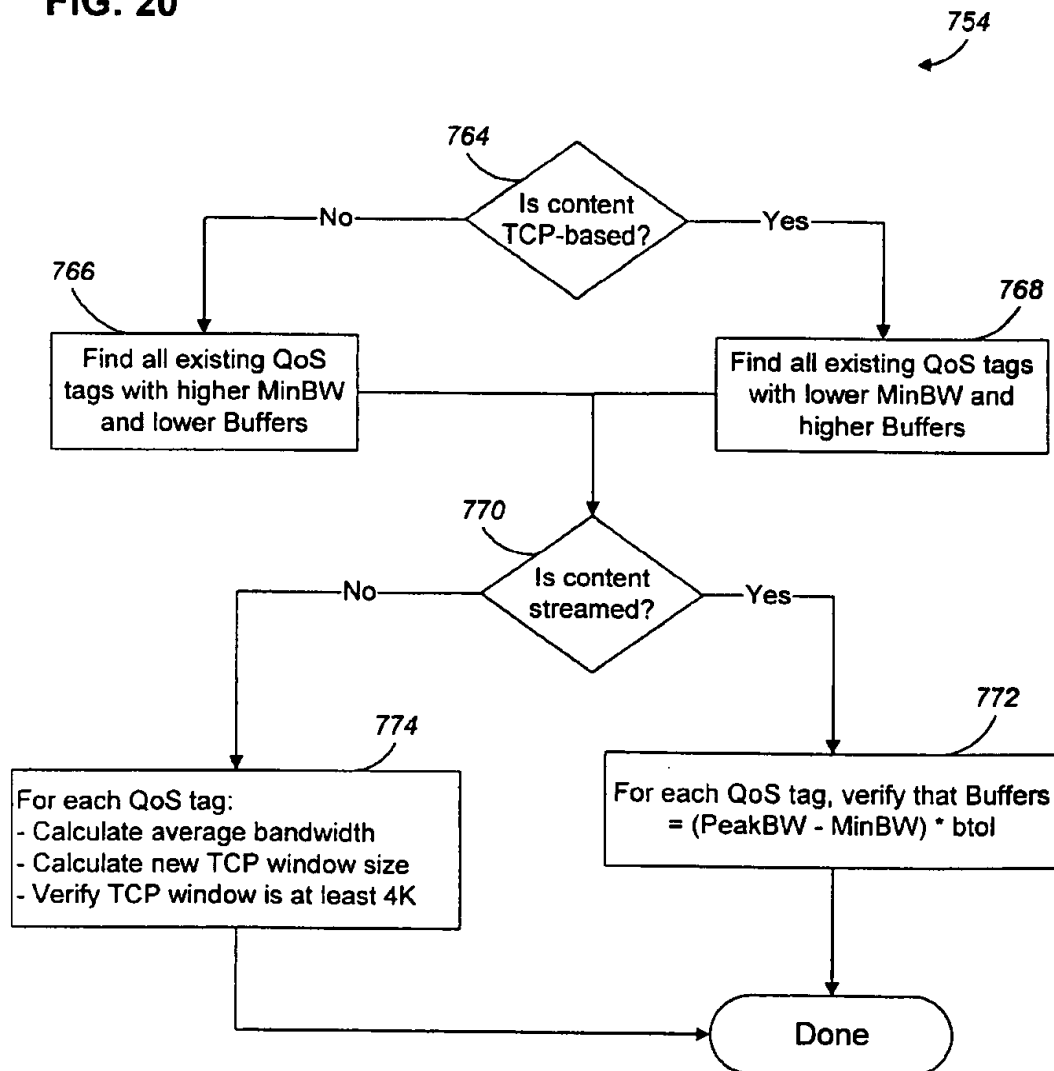 FIG. 20
754
764
Is content
TCP-based?
No
Yes
766
768
Find all existing QoS
tags with higher MinBW
and lower Buffers
Find all existing QoS tags
with lower MinBW and
higher Buffers
770
Is content
streamed?
No
Yes
774
772
For each QoS tag:
- Calculate average bandwidth
- Calculate new TCP window size
- Verify TCP window is at least 4K
For each QoS tag, verify that Buffers
= (PeakBW - MinBW) * btol
Done